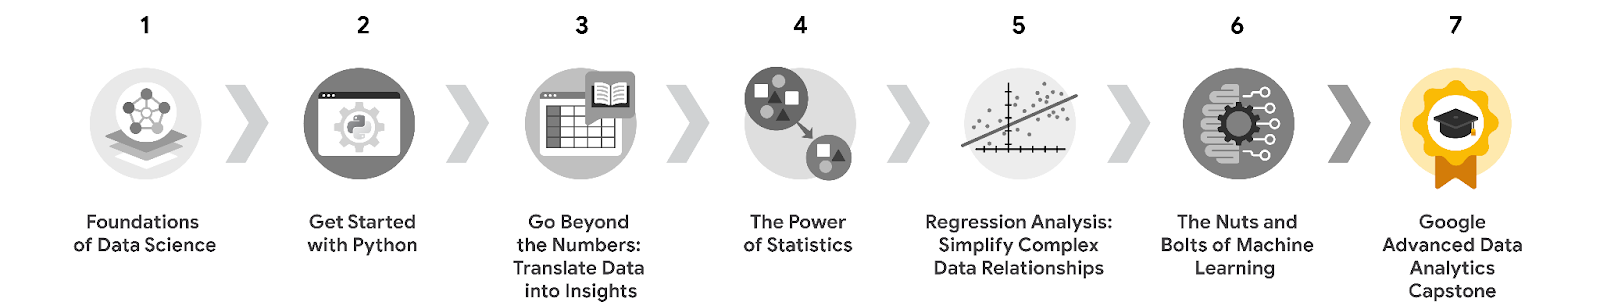 1
2
3
4
5
6
7
Foundations
of Data Science
Get Started
with Python
Go Beyond
the Numbers:
Translate Data
into Insights
The Power
of Statistics
Regression Analysis:
Simplify Complex
Data Relationships
The Nuts and
Bolts of Machine
Learning
Google
Advanced Data
Analytics
Capstone